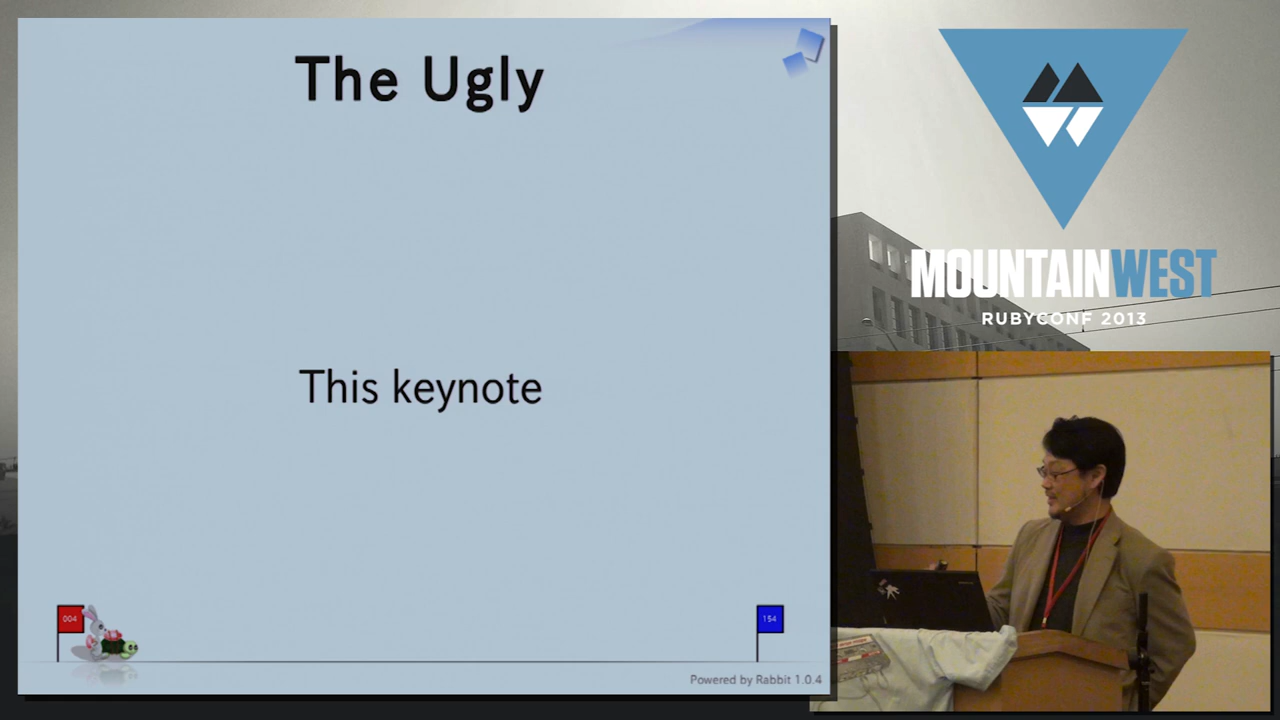 The Ugly
This keynote
004
154
Powered by Rabbit 1.0.4
MOUNTAINWEST
RUBYCONF 2013